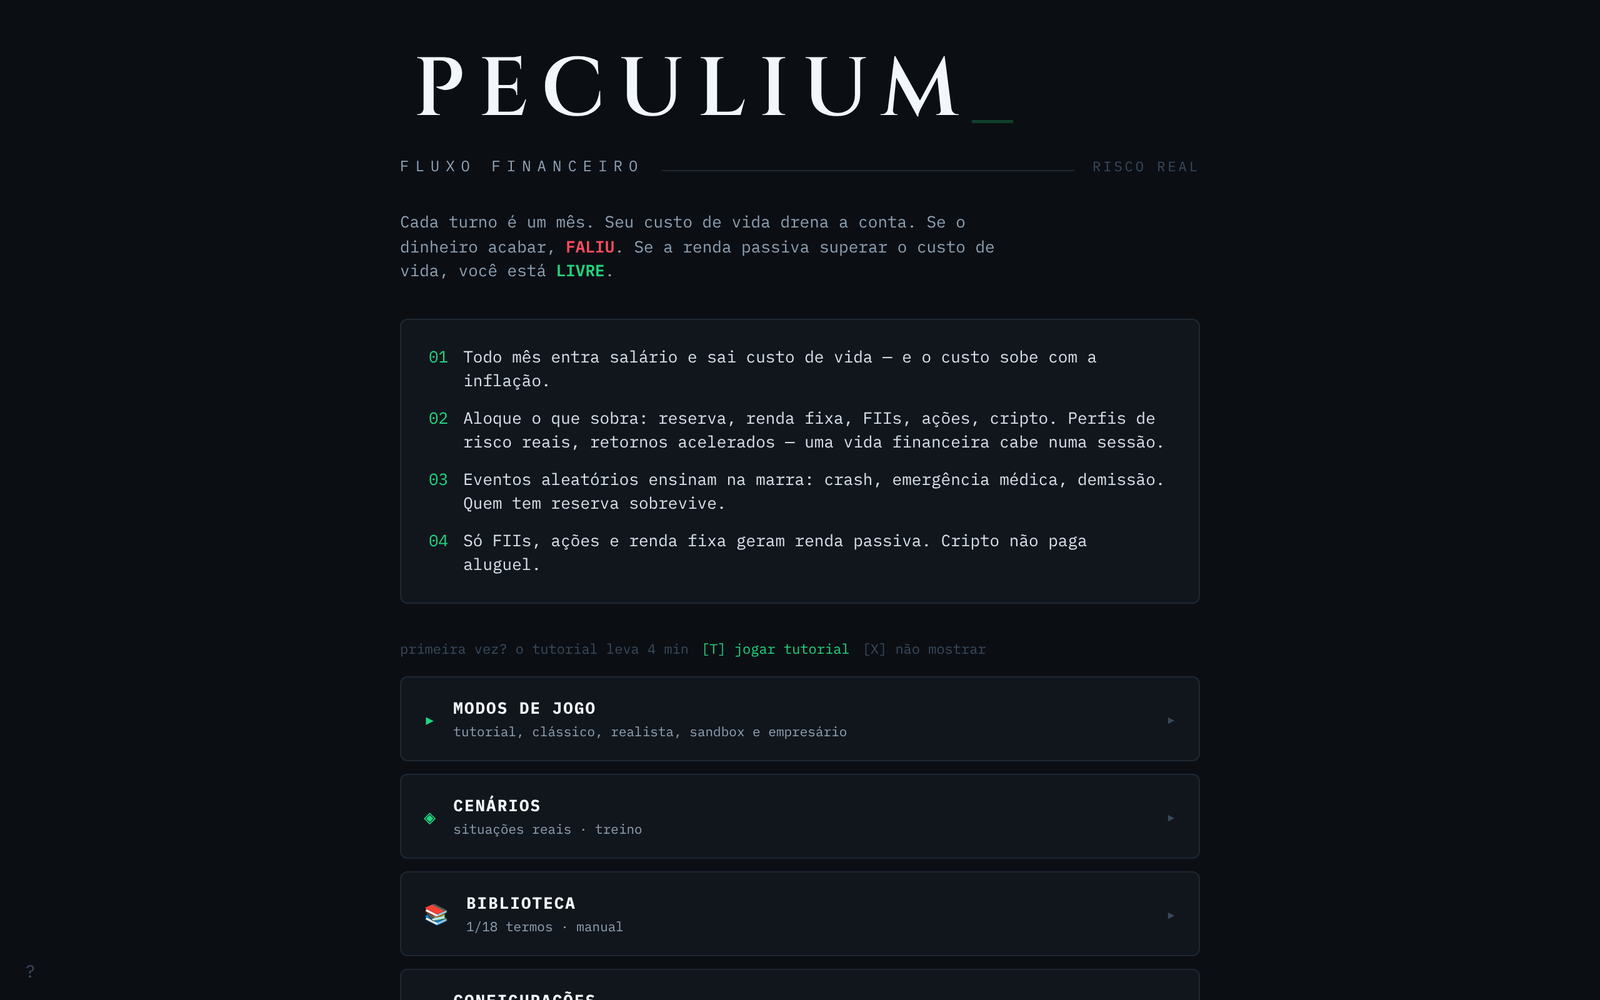 PECULIUM_
FLUXO FINANCEIRO
RISCO REAL
Cada turno é um mês. Seu custo de vida drena a conta. Se o
dinheiro acabar, FALIU. Se a renda passiva superar o custo de
vida, você está LIVRE.
01 Todo mês entra salário e sai custo de vida — e o custo sobe com a
inflação.
02 Aloque o que sobra: reserva, renda fixa, FIIs, ações, cripto. Perfis de
risco reais, retornos acelerados — uma vida financeira cabe numa sessão.
03 Eventos aleatórios ensinam na marra: crash, emergência médica, demissão.
Quem tem reserva sobrevive.
04 Só FIIs, ações e renda fixa geram renda passiva. Cripto não paga
aluguel.
primeira vez? o tutorial leva 4 min [T] jogar tutorial [X] não mostrar
MODOS DE JOGO
tutorial, clássico, realista, sandbox e empresário
CENÁRIOS
situações reais · treino
BIBLIOTECA
1/18 termos · manual
CONFIGURAÇÕES
?